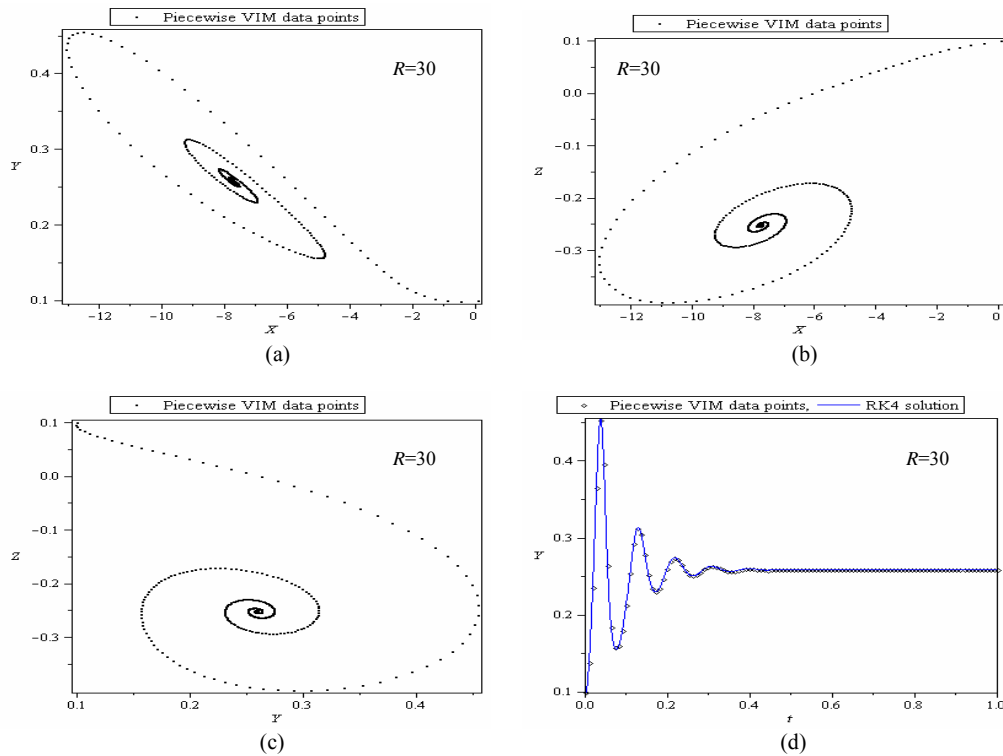 Piecewise VIM data points
R=30
0.4
0.3
Y
0.2
0.1
−12 −10 −8 −6 −4 −2 0
X
(a)
Piecewise VIM data points
0.1
R=30
0.0
−0.1
Z
−0.2
−0.3
−12 −10 −8 −6 −4 −2 0
X
(b)
Piecewise VIM data points
0.1
R=30
0.0
−0.1
Z
−0.2
−0.3
0.1 0.2 0.3 0.4
Y
(c)
Piecewise VIM data points, RK4 solution
R=30
0.4
0.3
Y
0.2
0.1
0.0 0.2 0.4 0.6 0.8 1.0
t
(d)